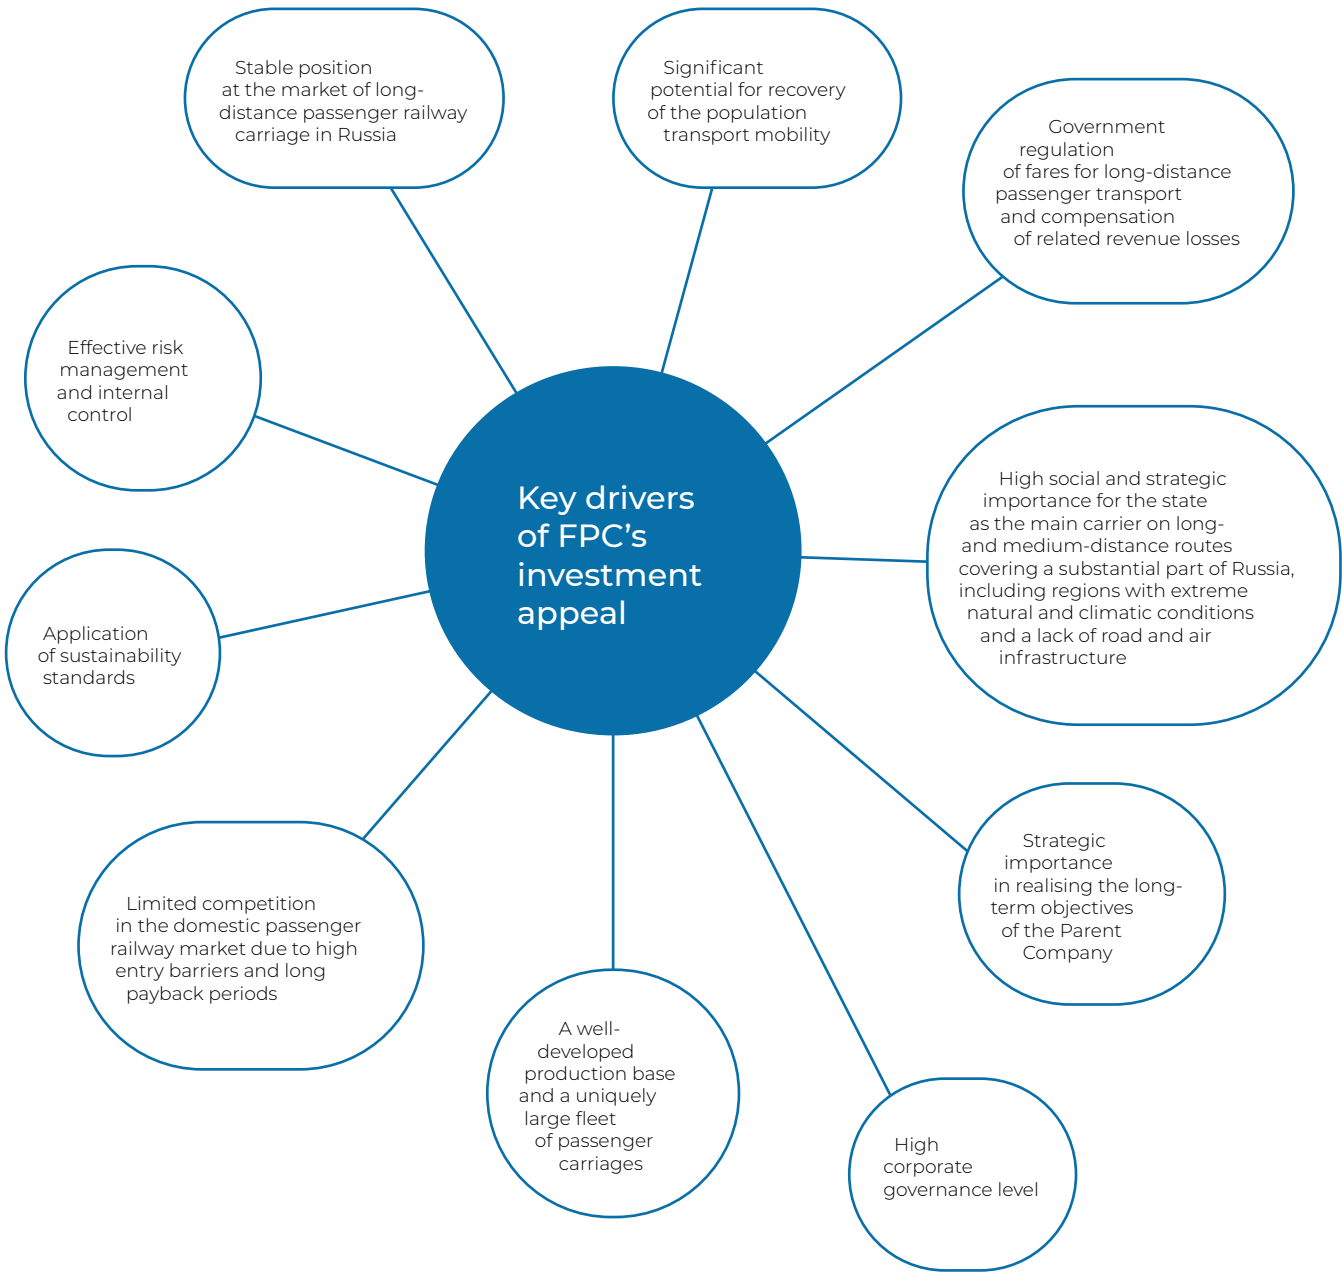 Stable position
at the market of long-
distance passenger railway
carriage in Russia
Significant
potential for recovery
of the population
transport mobility
Government
regulation
of fares for long-distance
passenger transport
and compensation
of related revenue losses
Effective risk
management
and internal
control
Key drivers
of FPC’s
investment
appeal
High social and strategic
importance for the state
as the main carrier on long-
and medium-distance routes
covering a substantial part of Russia,
including regions with extreme
natural and climatic conditions
and a lack of road and air
infrastructure
Application
of sustainability
standards
Strategic
importance
in realising the long-
term objectives
of the Parent
Company
Limited competition
in the domestic passenger
railway market due to high
entry barriers and long
payback periods
A well-
developed
production base
and a uniquely
large fleet
of passenger
carriages
High
corporate
governance level